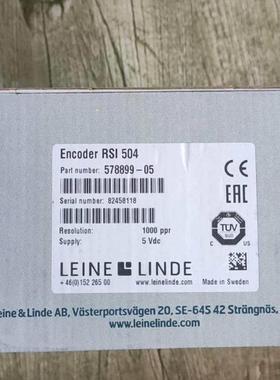 Encoder RSI 504
Part number: 578899-05
Serial number: 82458118
Resolution: 1000 ppr
Supply: 5 Vdc
LEINE LINDE
+46(0)152 265 00 www.leinelinde.com Made in Sweden
CE
EAC
TÜV
SÜD
C US
eine & Linde AB, Västerportsvägen 20, SE-645 42 Strängnäs,
www.leinelinde.com